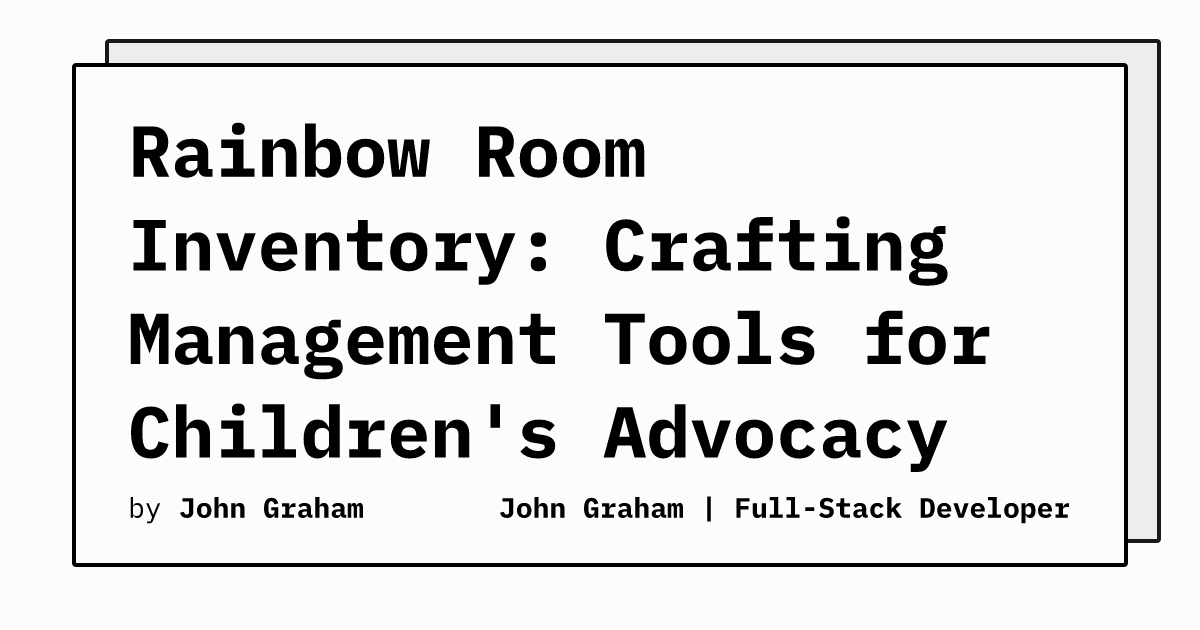 Rainbow Room
Inventory: Crafting
Management Tools for
Children's Advocacy
by John Graham
John Graham | Full-Stack Developer